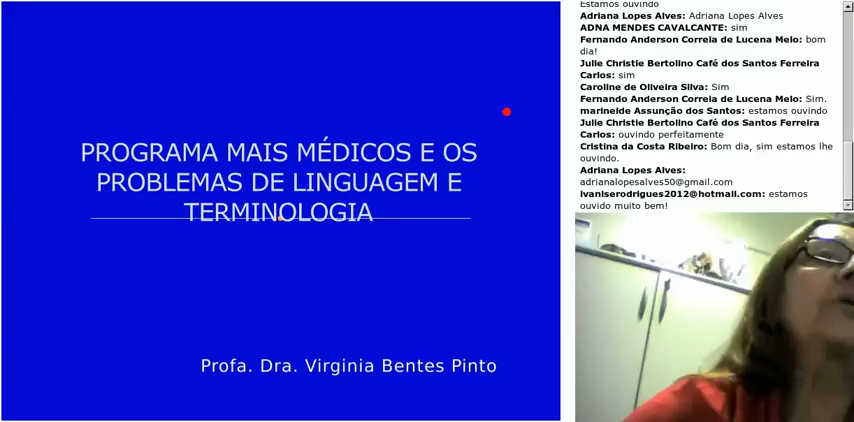 PROGRAMA MAIS MÉDICOS E OS
PROBLEMAS DE LINGUAGEM E
TERMINOLOGIA
Profa. Dra. Virginia Bentes Pinto
Estamos ouvindo
Adriana Lopes Alves: Adriana Lopes Alves
ADNA MENDES CAVALCANTE: sim
Fernando Anderson Correia de Lucena Melo: bom
dia!
Julie Christie Bertolino Café dos Santos Ferreira
Carlos: sim
Caroline de Oliveira Silva: Sim
Fernando Anderson Correia de Lucena Melo: Sim.
marineide Assunção dos Santos: estamos ouvindo
Julie Christie Bertolino Café dos Santos Ferreira
Carlos: ouvindo perfeitamente
Cristina da Costa Ribeiro: Bom dia, sim estamos lhe
ouvindo.
Adriana Lopes Alves:
adrianalopesalves50@gmail.com
ivaniserodrigues2012@hotmail.com: estamos
ouvido muito bem!